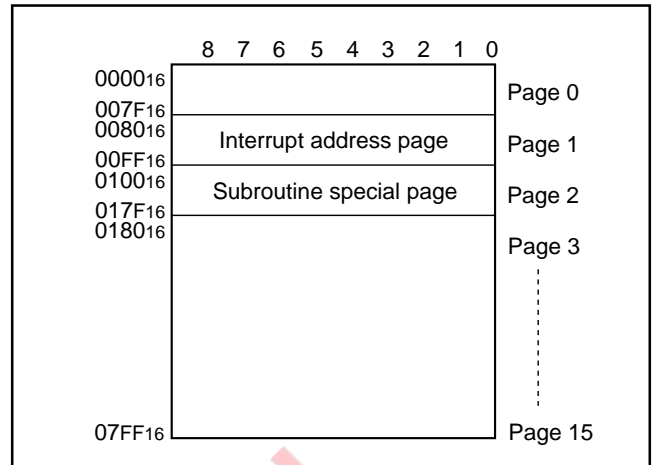 8 7 6 5 4 3 2 1 0
0000₁₆
Page 0
007F₁₆
0080₁₆
Interrupt address page
Page 1
00FF₁₆
0100₁₆
Subroutine special page
Page 2
017F₁₆
0180₁₆
Page 3
07FF₁₆
Page 15